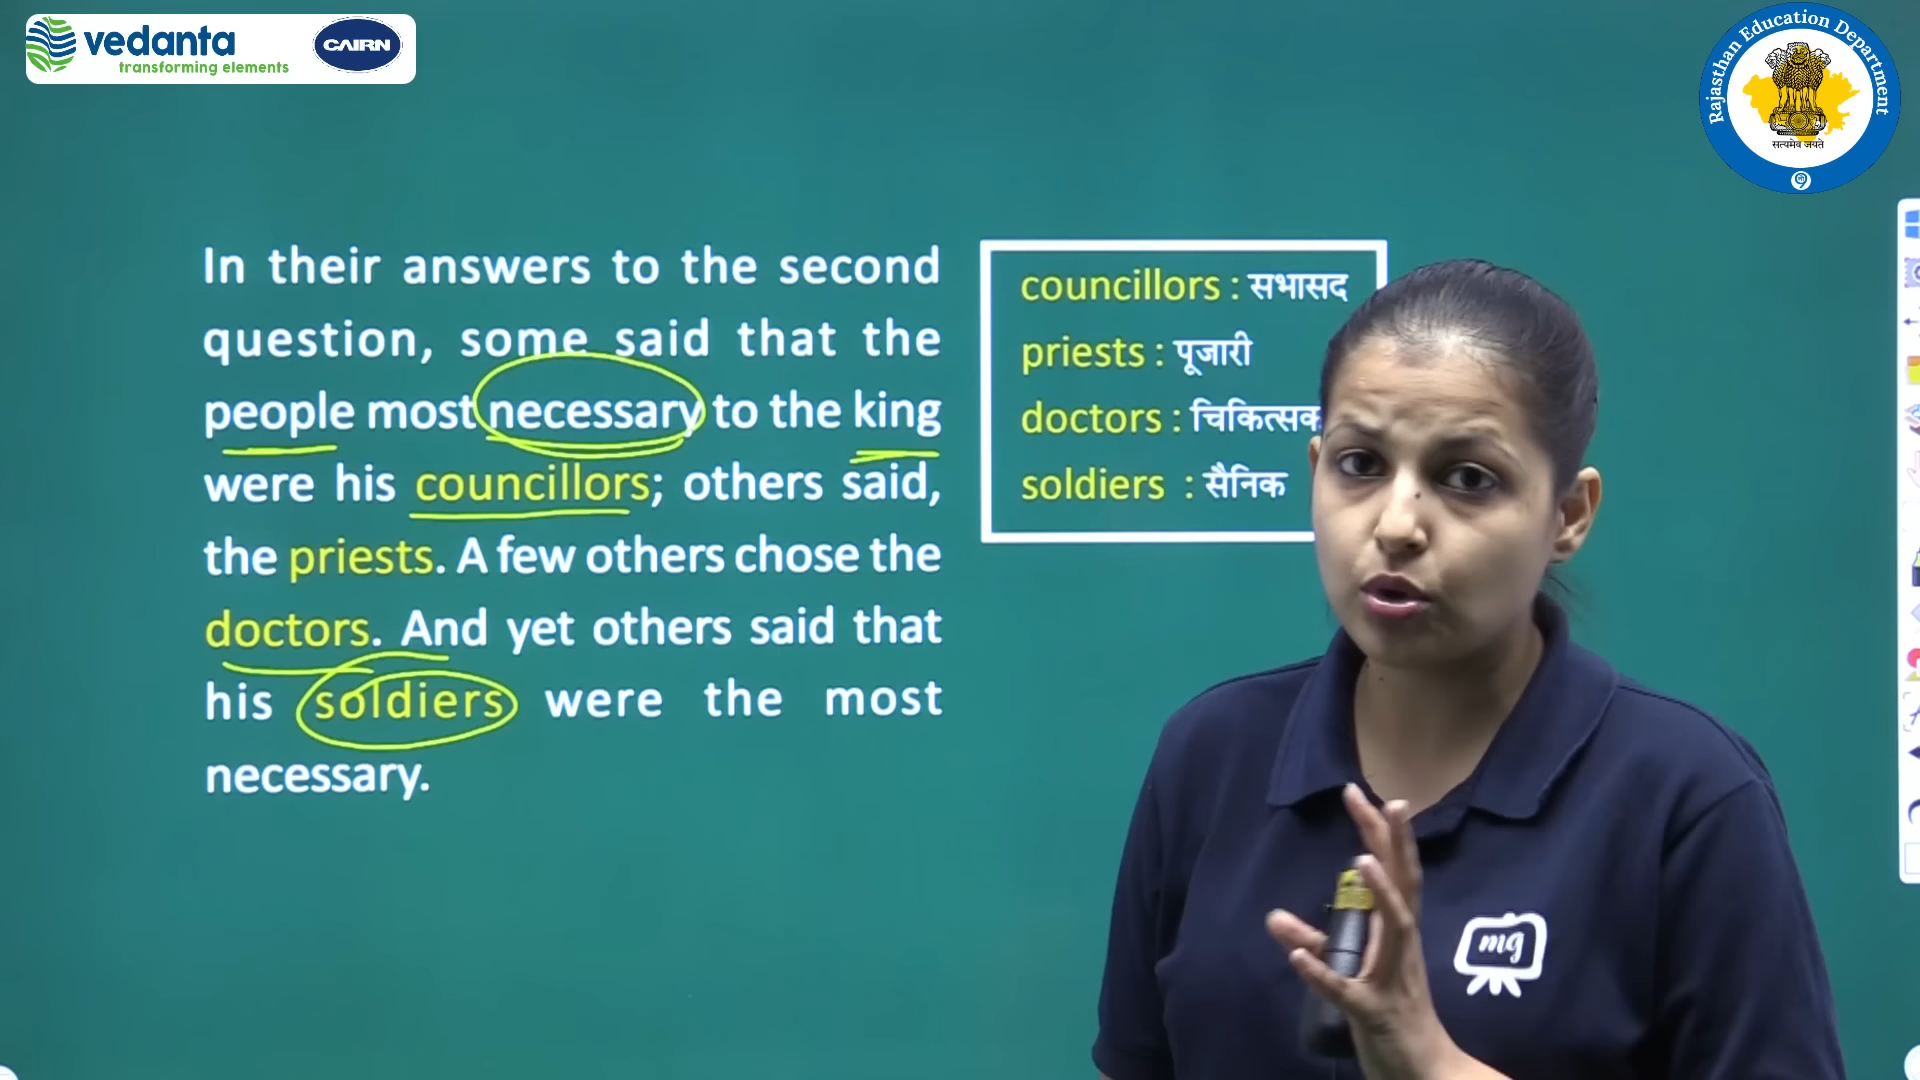 vedanta
transforming elements
CAIRN
Rajasthan Education Department
सत्यमेव जयते
In their answers to the second
question, some said that the
people most necessary to the king
were his councillors; others said,
the priests. A few others chose the
doctors. And yet others said that
his soldiers were the most
necessary.
councillors : सभासद
priests : पूजारी
doctors : चिकित्सक
soldiers : सैनिक
mg